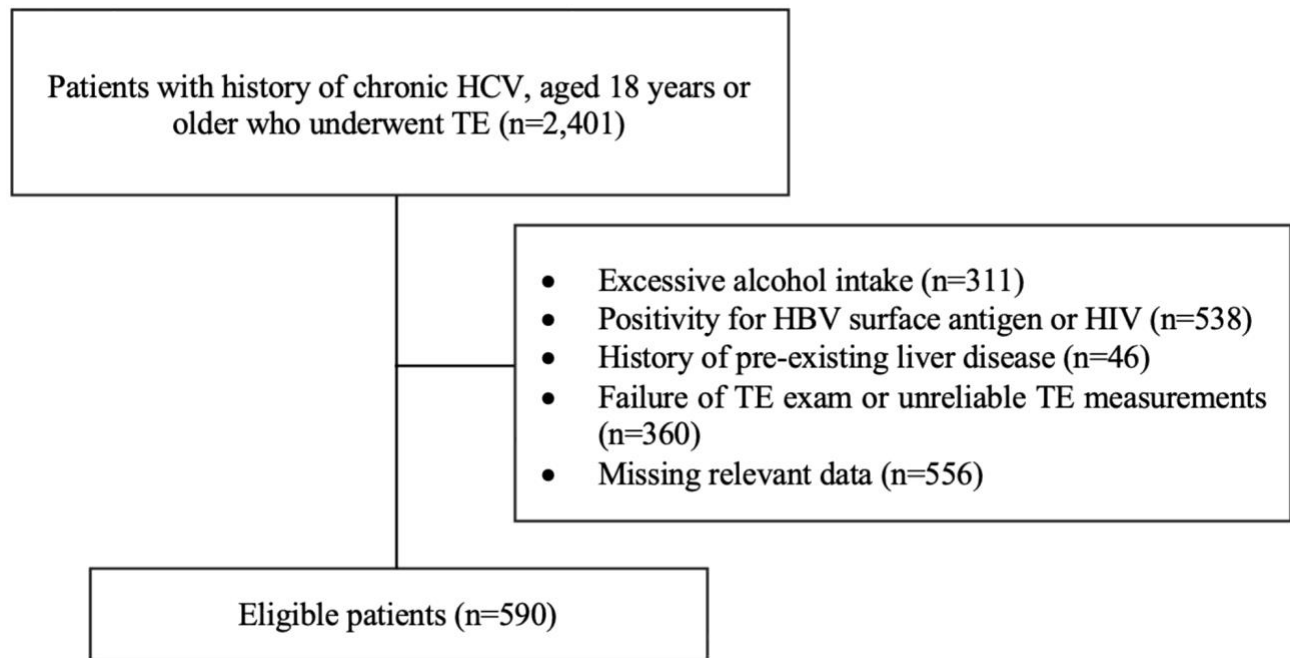 Patients with history of chronic HCV, aged 18 years or
older who underwent TE (n=2,401)
• Excessive alcohol intake (n=311)
• Positivity for HBV surface antigen or HIV (n=538)
• History of pre-existing liver disease (n=46)
• Failure of TE exam or unreliable TE measurements
(n=360)
• Missing relevant data (n=556)
Eligible patients (n=590)